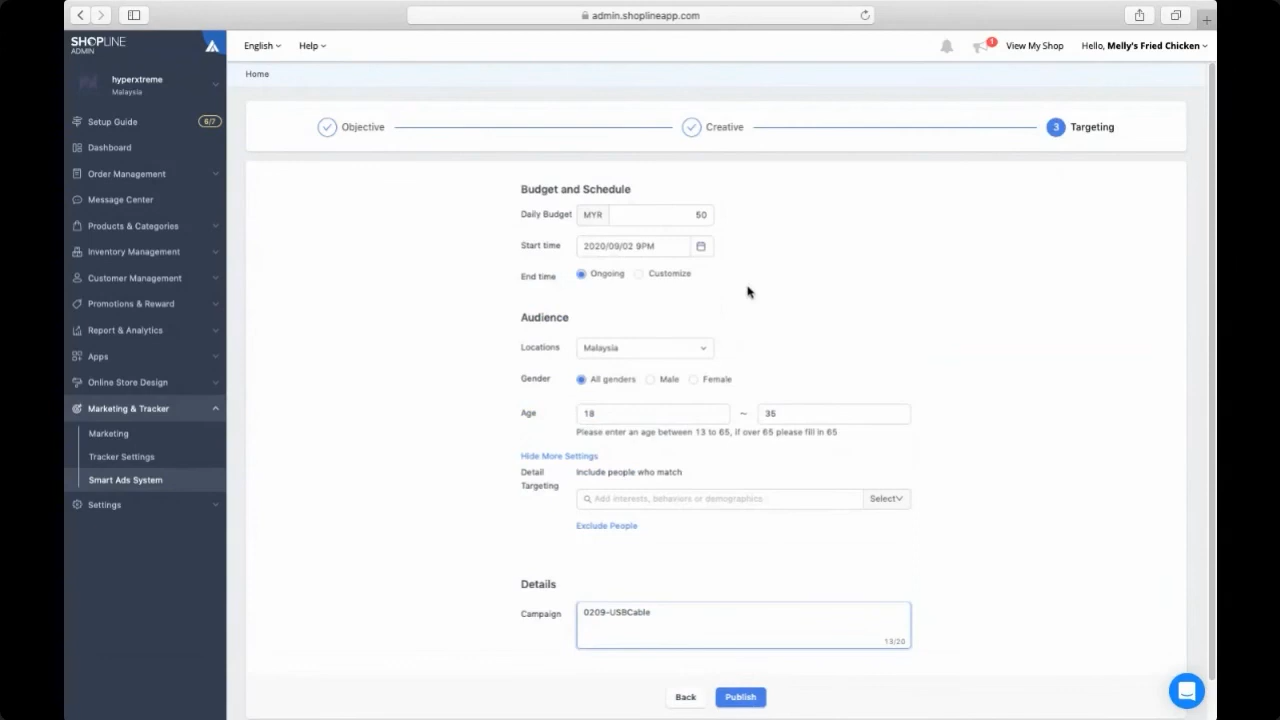 admin.shoplineapp.com
SHOPLINE
ADMIN
English
Help
1
View My Shop
Hello, Melly's Fried Chicken
hyperxtreme
Malaysia
Home
Setup Guide
6/7
Dashboard
Order Management
Message Center
Products & Categories
Inventory Management
Customer Management
Promotions & Reward
Report & Analytics
Apps
Online Store Design
Marketing & Tracker
Marketing
Tracker Settings
Smart Ads System
Settings
Objective
Creative
3 Targeting
Budget and Schedule
Daily Budget MYR 50
Start time 2020/09/02 9PM
End time Ongoing Customize
Audience
Locations Malaysia
Gender All genders Male Female
Age 18 ~ 35
Please enter an age between 13 to 65, if over 65 please fill in 65
Hide More Settings
Detail Targeting
Include people who match
Add interests, behaviors or demographics Select
Exclude People
Details
Campaign 0209-USBCable
13/20
Back Publish